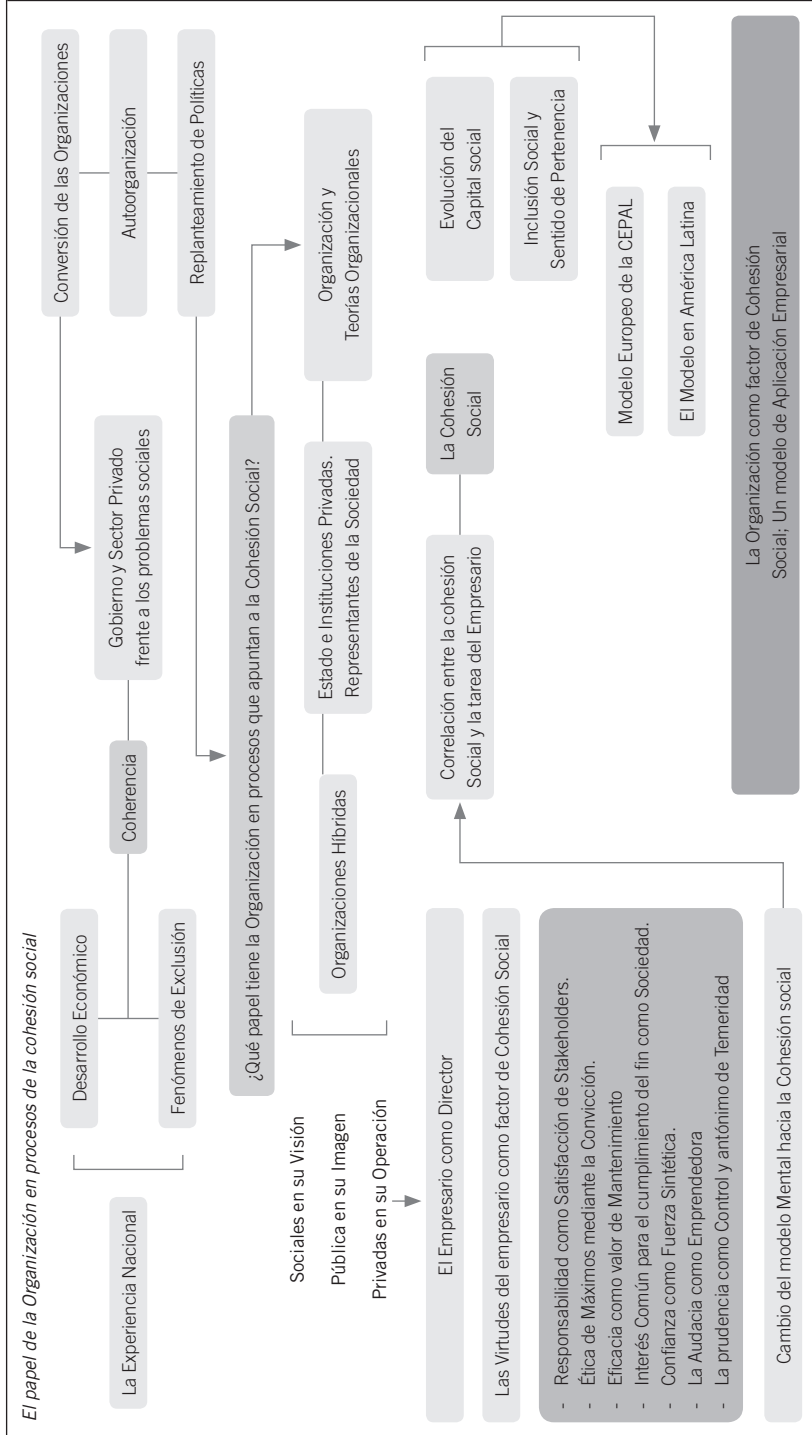 El papel de la Organización en procesos de la cohesión social
La Experiencia Nacional
Desarrollo Económico
Fenómenos de Exclusión
Coherencia
Gobierno y Sector Privado
frente a los problemas sociales
Conversión de las Organizaciones
Autoorganización
Replanteamiento de Políticas
¿Qué papel tiene la Organización en procesos que apuntan a la Cohesión Social?
Sociales en su Visión
Pública en su Imagen
Privadas en su Operación
Organizaciones Híbridas
Estado e Instituciones Privadas.
Representantes de la Sociedad
Organización y
Teorías Organizacionales
El Empresario como Director
Las Virtudes del empresario como factor de Cohesión Social
- Responsabilidad como Satisfacción de Stakeholders.
- Ética de Máximos mediante la Convicción.
- Eficacia como valor de Mantenimiento
- Interés Común para el cumplimiento del fin como Sociedad.
- Confianza como Fuerza Sintética.
- La Audacia como Emprendedora
- La prudencia como Control y antónimo de Temeridad
Cambio del modelo Mental hacia la Cohesión social
Correlación entre la cohesión
Social y la tarea del Empresario
La Cohesión
Social
Evolución del
Capital social
Inclusión Social y
Sentido de Pertenencia
Modelo Europeo de la CEPAL
El Modelo en América Latina
La Organización como factor de Cohesión
Social; Un modelo de Aplicación Empresarial